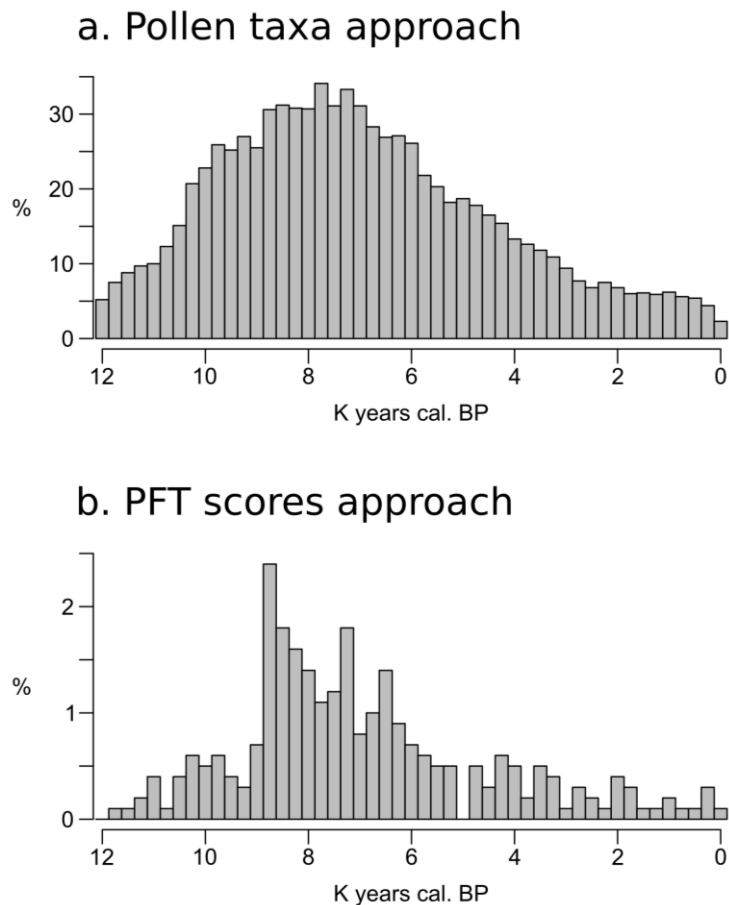 a. Pollen taxa approach
30
20
%
10
0
12 10 8 6 4 2 0
K years cal. BP
b. PFT scores approach
2
%
1
0
12 10 8 6 4 2 0
K years cal. BP